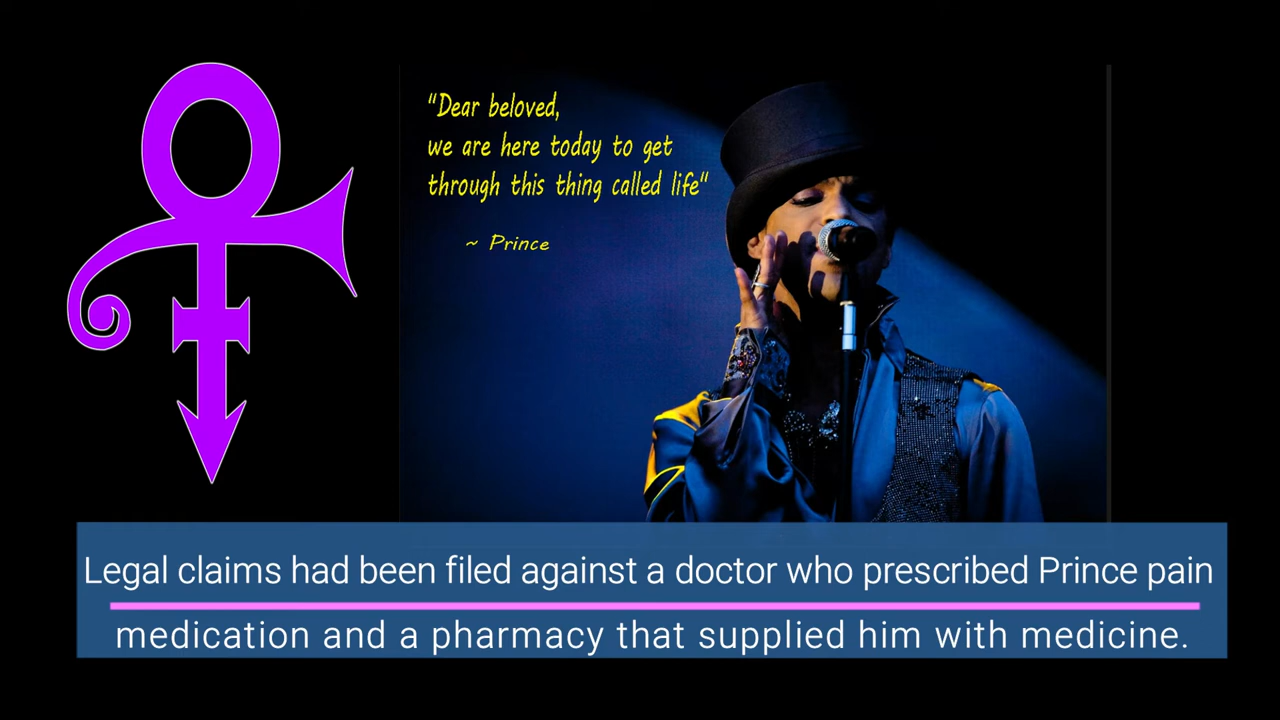 “Dear beloved,
we are here today to get
through this thing called life“
~ Prince
Legal claims had been filed against a doctor who prescribed Prince pain
medication and a pharmacy that supplied him with medicine.